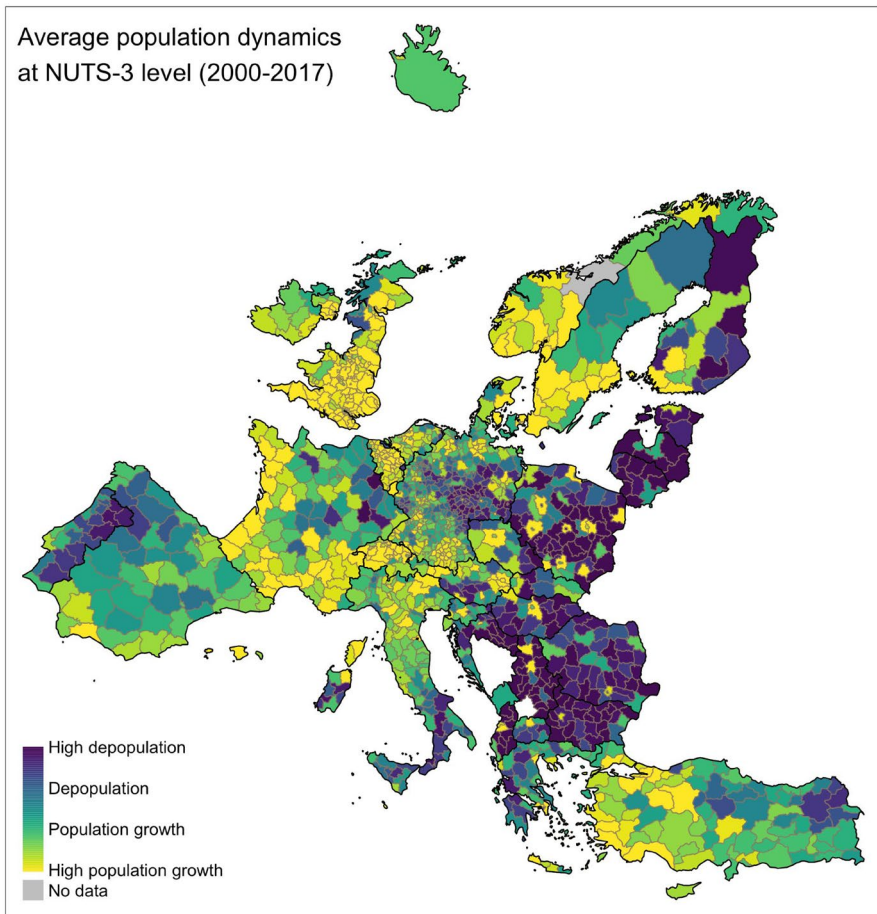 Average population dynamics
at NUTS-3 level (2000-2017)
High depopulation
Depopulation
Population growth
High population growth
No data